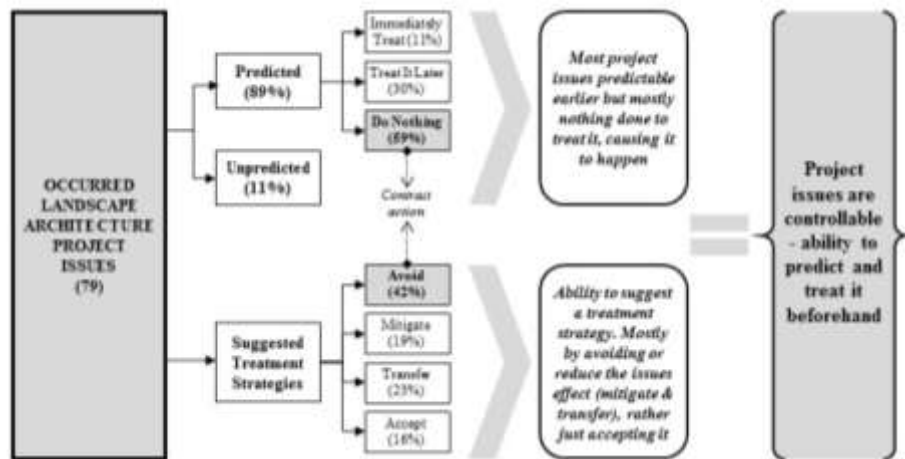 OCCURRED
LANDSCAPE
ARCHITECTURE
PROJECT
ISSUES
(79)
Predicted
(89%)
Unpredicted
(11%)
Immediately
Treat (11%)
Treat It Later
(30%)
Do Nothing
(59%)
Contract
action
Suggested
Treatment
Strategies
Avoid
(42%)
Mitigate
(19%)
Transfer
(23%)
Accept
(16%)
Most project
issues predictable
earlier but mostly
nothing done to
treat it, causing it
to happen
Ability to suggest
a treatment
strategy. Mostly
by avoiding or
reduce the issues
effect (mitigate &
transfer), rather
just accepting it
Project
issues are
controllable
- ability to
predict and
treat it
beforehand